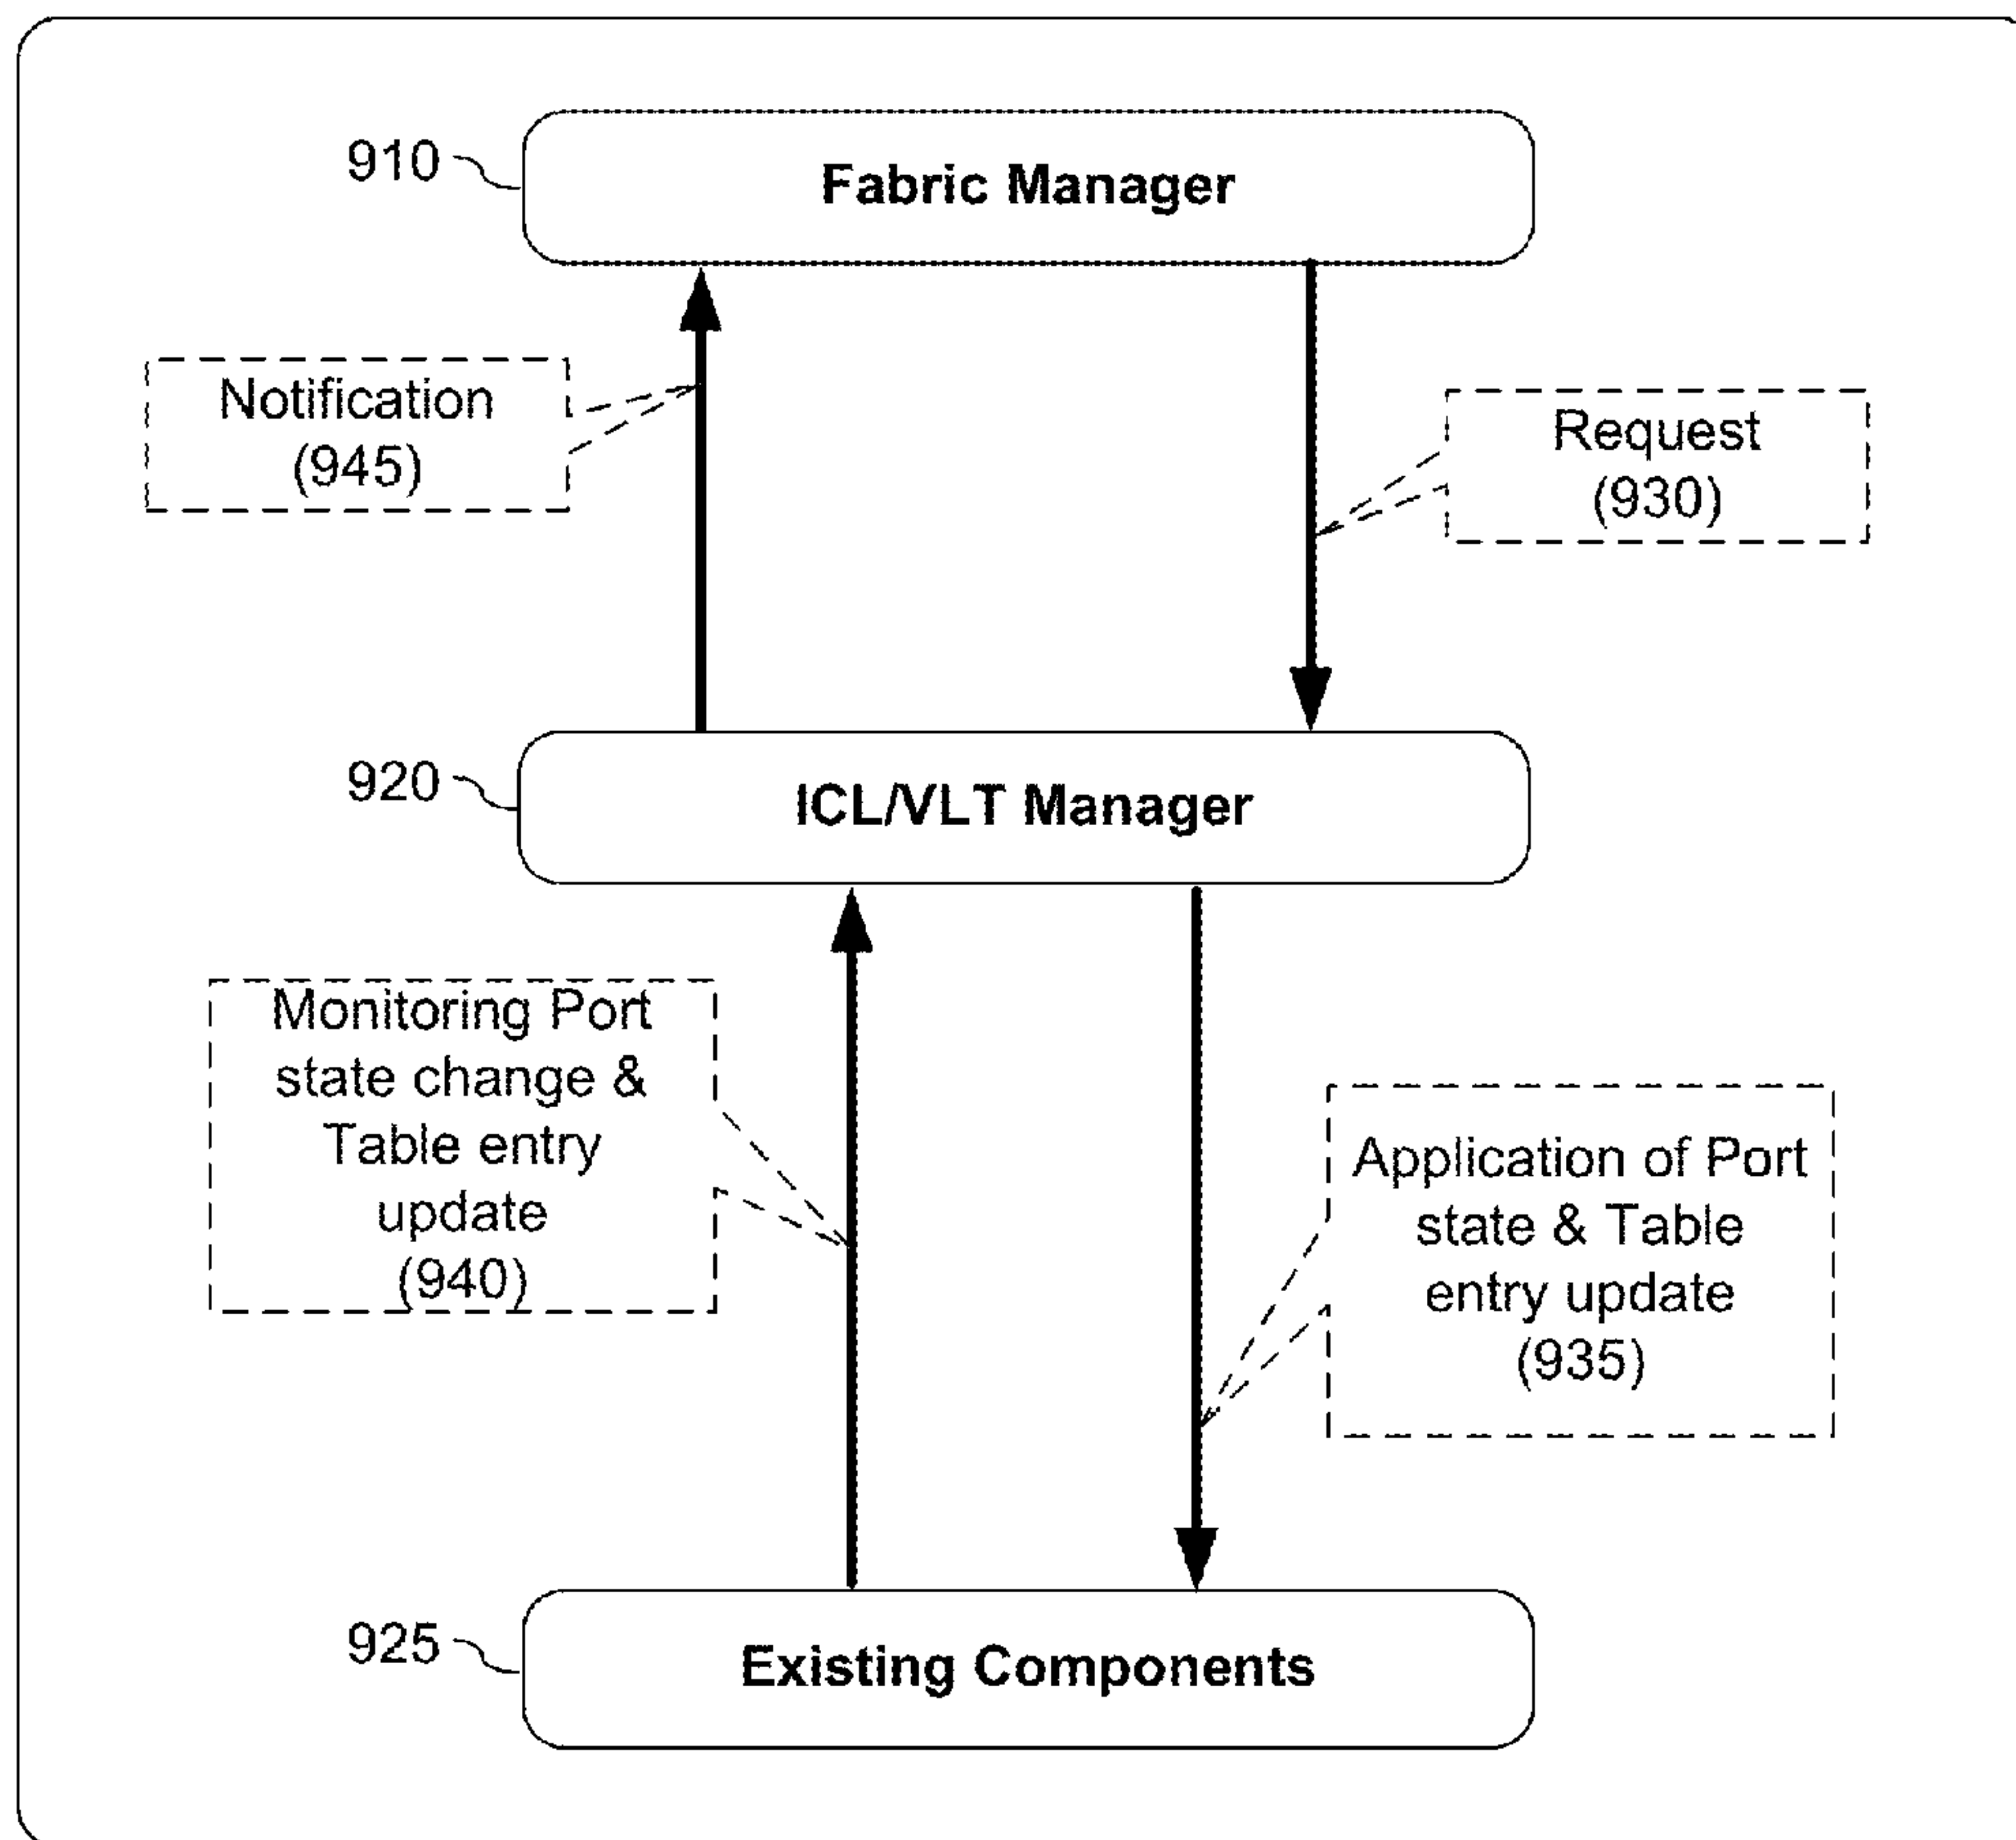 910
Fabric Manager
Notification
(945)
Request
(930)
920
ICL/VLT Manager
Monitoring Port
state change &
Table entry
update
(940)
Application of Port
state & Table
entry update
(935)
925
Existing Components